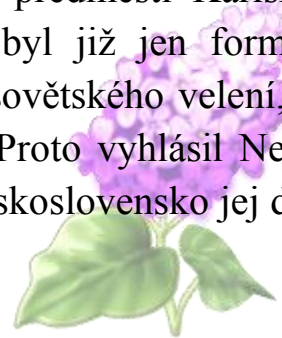 byl již jen form
sovětského velení,
Proto vyhlásil Ne
skoslovensko jej d